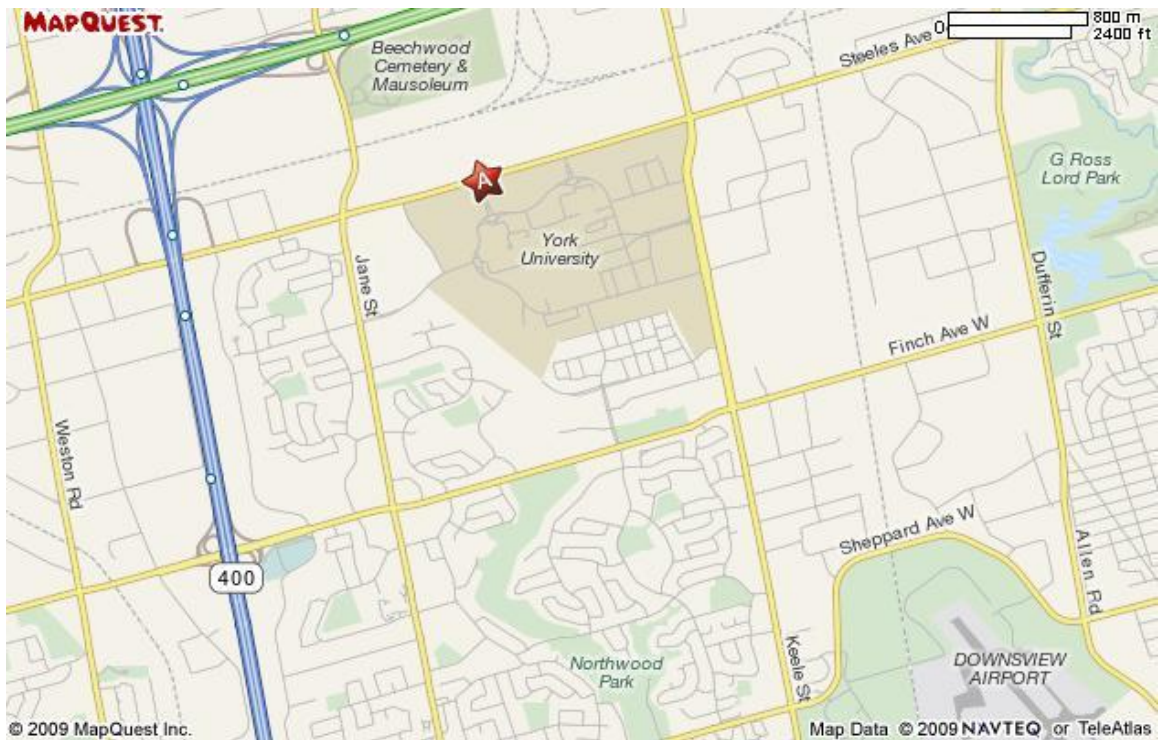 MAPQUEST.
0 800 m
2400 ft
Steeles Ave
Beechwood
Cemetery &
Mausoleum
G Ross
Lord Park
A
York
University
Jane St
Dufferin St
Finch Ave W
Weston Rd
Sheppard Ave W
Allen Rd
400
Keele St
Northwood
Park
DOWNSVIEW
AIRPORT
© 2009 MapQuest Inc.
Map Data © 2009 NAVTEQ or TeleAtlas